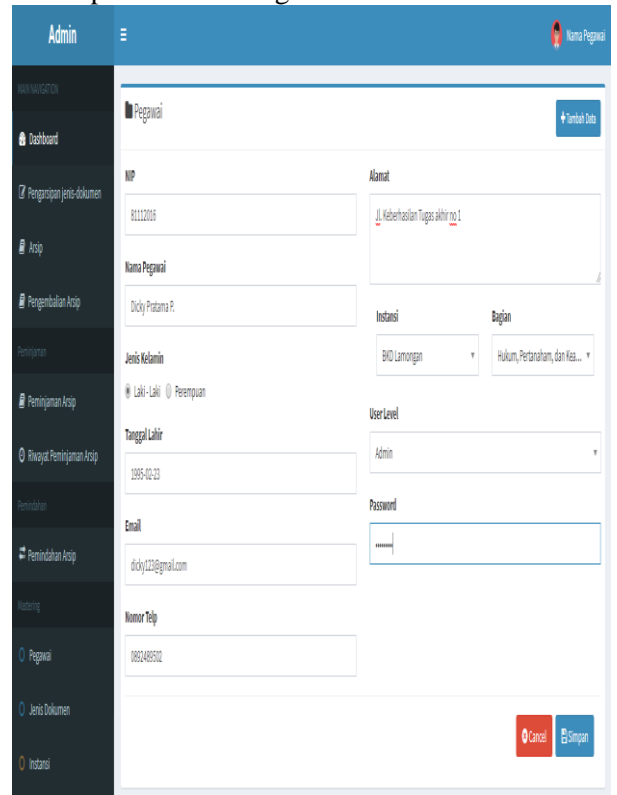 Admin
Nama Pegawai
MAIN NAVIGATION
Dashboard
Pengarsipan jenis-dokumen
Arsip
Pengembalian Arsip
Peminjaman
Peminjaman Arsip
Riwayat Peminjaman Arsip
Pemindahan
Pemindahan Arsip
Mastering
Pegawai
Jenis Dokumen
Instansi
Pegawai
Tambah Data
NIP
81112016
Nama Pegawai
Dicky Pratama P.
Jenis Kelamin
Laki - Laki Perempuan
Tanggal Lahir
1995-02-23
Email
dicky123@gmail.com
Nomor Telp
0892489502
Alamat
Jl. Keberhasilan Tugas akhir no 1
Instansi Bagian
BKD Lamongan Hukum, Pertanaham, dan Kea...
User Level
Admin
Password
Cancel Simpan